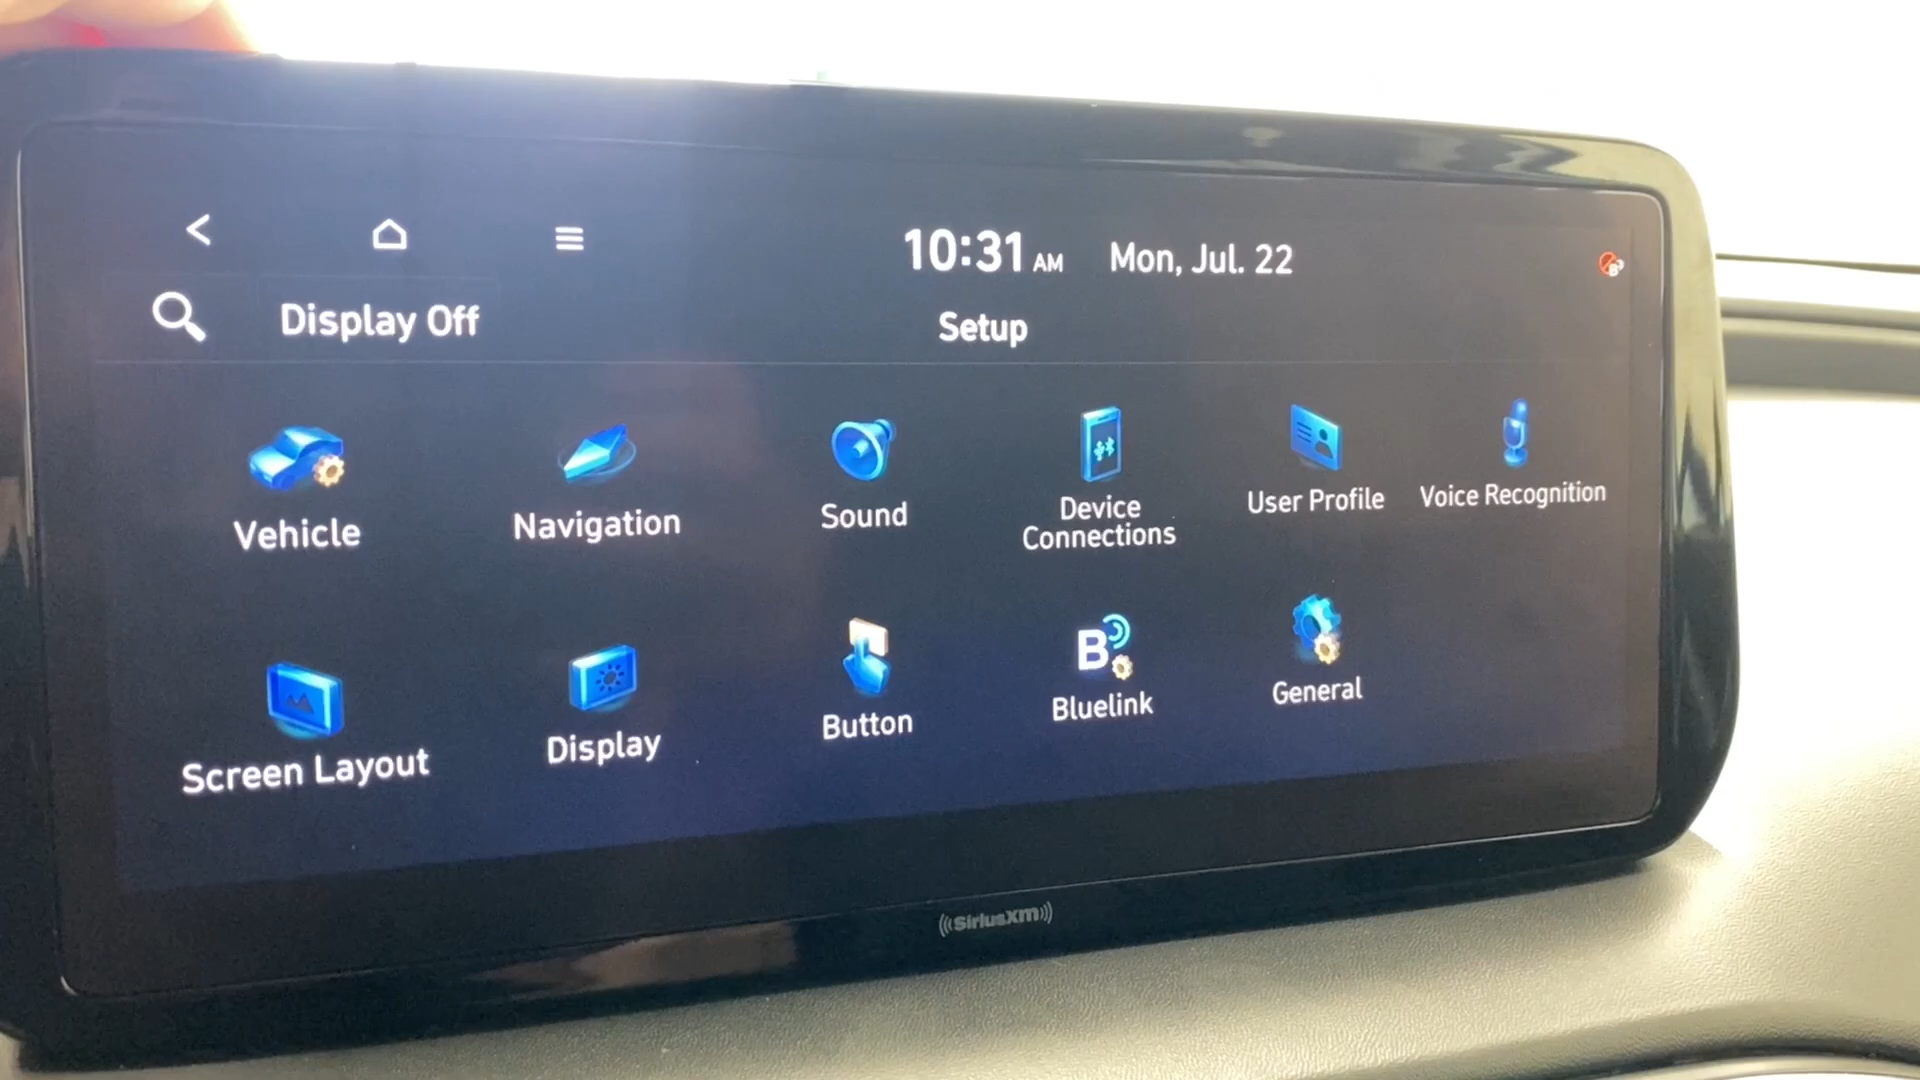 10:31 AM Mon, Jul. 22
Display Off
Setup
Vehicle
Navigation
Sound
Device
Connections
User Profile
Voice Recognition
Screen Layout
Display
Button
B
Bluelink
General
((SiriusXM))